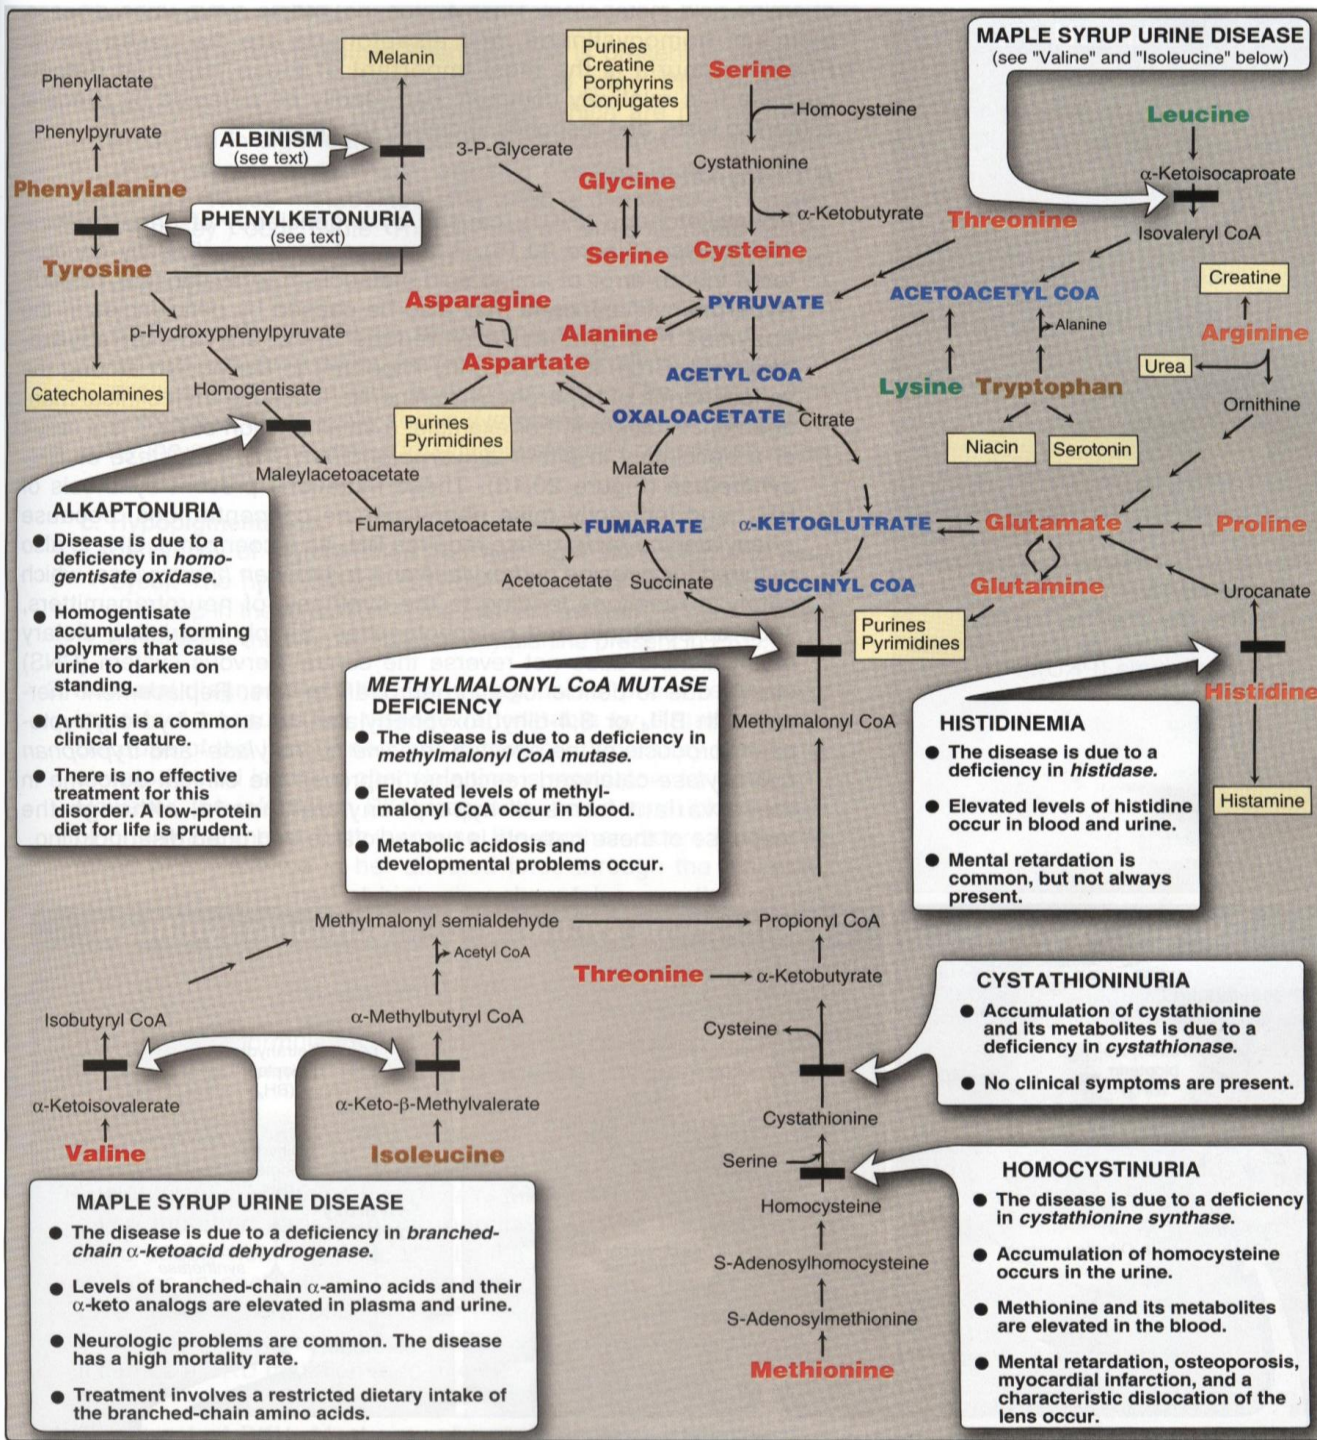 MAPLE SYRUP URINE DISEASE
(see "Valine" and "Isoleucine" below)
Purines
Creatine
Porphyrins
Conjugates
Melanin
Serine
Phenyllactate
Homocysteine
Leucine
Phenylpyruvate
ALBINISM
(see text)
3-P-Glycerate
Cystathionine
α-Ketoisocaproate
Phenylalanine
Glycine
PHENYLKETONURIA
(see text)
α-Ketobutyrate
Threonine
Isovaleryl CoA
Tyrosine
Serine
Cysteine
Creatine
Asparagine
PYRUVATE
ACETOACETYL COA
p-Hydroxyphenylpyruvate
Alanine
Alanine
Arginine
Aspartate
Urea
Catecholamines
Homogentisate
ACETYL COA
Lysine
Tryptophan
Ornithine
Purines
Pyrimidines
OXALOACETATE
Citrate
Niacin
Serotonin
Maleylacetoacetate
Malate
Fumarylacetoacetate
FUMARATE
α-KETOGLUTRATE
Glutamate
Proline
Acetoacetate
Succinate
SUCCINYL COA
Glutamine
Urocanate
Purines
Pyrimidines
Histidine
Methylmalonyl CoA
Histamine
ALKAPTONURIA
● Disease is due to a
deficiency in homo-
gentisate oxidase.
● Homogentisate
accumulates, forming
polymers that cause
urine to darken on
standing.
● Arthritis is a common
clinical feature.
● There is no effective
treatment for this
disorder. A low-protein
diet for life is prudent.
METHYLMALONYL CoA MUTASE
DEFICIENCY
● The disease is due to a deficiency in
methylmalonyl CoA mutase.
● Elevated levels of methyl-
malonyl CoA occur in blood.
● Metabolic acidosis and
developmental problems occur.
HISTIDINEMIA
● The disease is due to a
deficiency in histidase.
● Elevated levels of histidine
occur in blood and urine.
● Mental retardation is
common, but not always
present.
Methylmalonyl semialdehyde
Propionyl CoA
Acetyl CoA
Threonine
α-Ketobutyrate
Isobutyryl CoA
α-Methylbutyryl CoA
Cysteine
α-Ketoisovalerate
α-Keto-β-Methylvalerate
Cystathionine
Valine
Isoleucine
Serine
Homocysteine
S-Adenosylhomocysteine
S-Adenosylmethionine
Methionine
CYSTATHIONINURIA
● Accumulation of cystathionine
and its metabolites is due to a
deficiency in cystathionase.
● No clinical symptoms are present.
MAPLE SYRUP URINE DISEASE
● The disease is due to a deficiency in branched-
chain α-ketoacid dehydrogenase.
● Levels of branched-chain α-amino acids and their
α-keto analogs are elevated in plasma and urine.
● Neurologic problems are common. The disease
has a high mortality rate.
● Treatment involves a restricted dietary intake of
the branched-chain amino acids.
HOMOCYSTINURIA
● The disease is due to a deficiency
in cystathionine synthase.
● Accumulation of homocysteine
occurs in the urine.
● Methionine and its metabolites
are elevated in the blood.
● Mental retardation, osteoporosis,
myocardial infarction, and a
characteristic dislocation of the
lens occur.